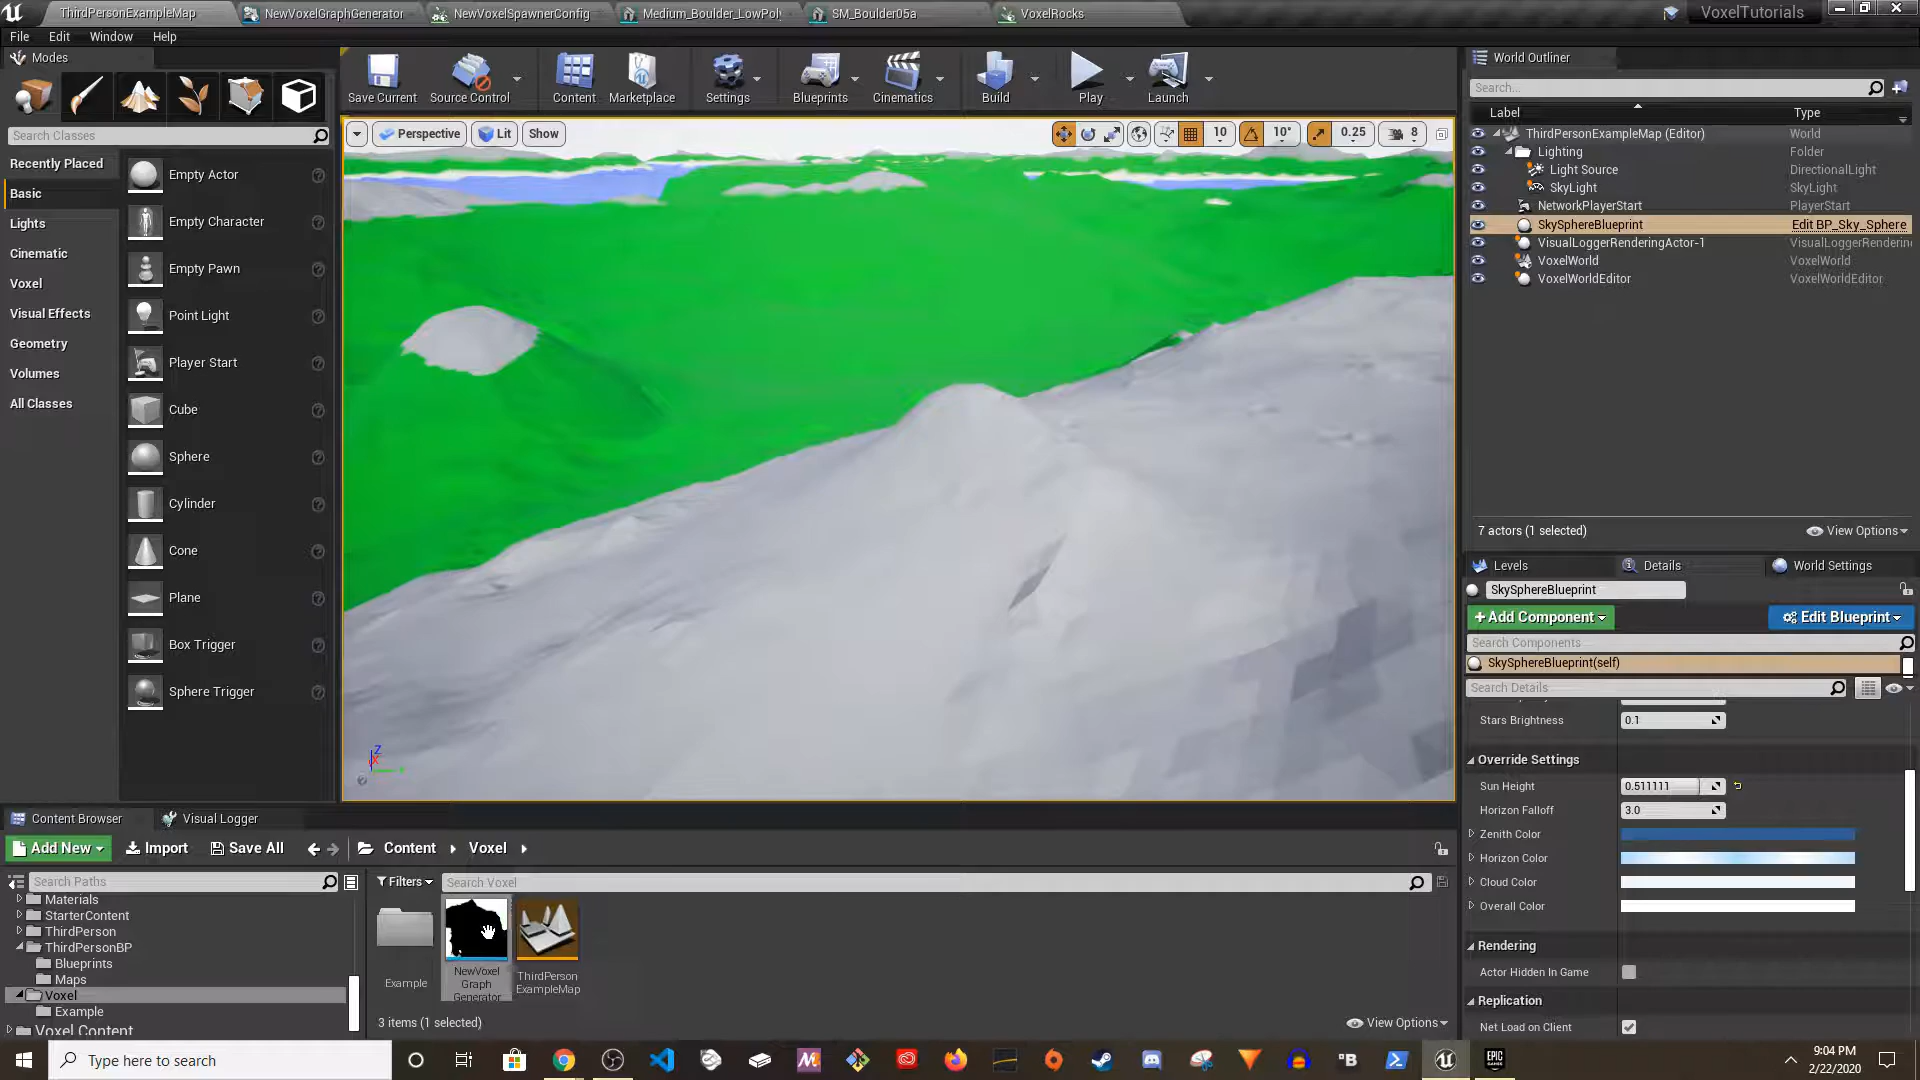 ThirdPersonExampleMap
NewVoxelGraphGenerator
NewVoxelSpawnerConfig
Medium_Boulder_LowPoly
SM_Boulder05a
VoxelRocks
VoxelTutorials
File Edit Window Help
Modes
Search Classes
Recently Placed
Basic
Lights
Cinematic
Voxel
Visual Effects
Geometry
Volumes
All Classes
Empty Actor
Empty Character
Empty Pawn
Point Light
Player Start
Cube
Sphere
Cylinder
Cone
Plane
Box Trigger
Sphere Trigger
Save Current
Source Control
Content
Marketplace
Settings
Blueprints
Cinematics
Build
Play
Launch
Perspective Lit Show
10 10° 0.25 8
Z
X
World Outliner
Search...
Label Type
ThirdPersonExampleMap (Editor) World
Lighting Folder
Light Source DirectionalLight
SkyLight SkyLight
NetworkPlayerStart PlayerStart
SkySphereBlueprint Edit BP_Sky_Sphere
VisualLoggerRenderingActor-1 VisualLoggerRendering
VoxelWorld VoxelWorld
VoxelWorldEditor VoxelWorldEditor
7 actors (1 selected) View Options
Levels Details World Settings
SkySphereBlueprint
+Add Component Edit Blueprint
Search Components
SkySphereBlueprint(self)
Search Details
Stars Brightness 0.1
Override Settings
Sun Height 0.511111
Horizon Falloff 3.0
Zenith Color
Horizon Color
Cloud Color
Overall Color
Rendering
Actor Hidden In Game
Replication
Net Load on Client
Content Browser Visual Logger
Add New Import Save All Content Voxel
Search Paths
Filters Search Voxel
Materials
StarterContent
ThirdPerson
ThirdPersonBP
Blueprints
Maps
Voxel
Example
Voxel Content
Example
NewVoxel
Graph
Generator
ThirdPerson
ExampleMap
3 items (1 selected) View Options
Type here to search
9:04 PM
2/22/2020